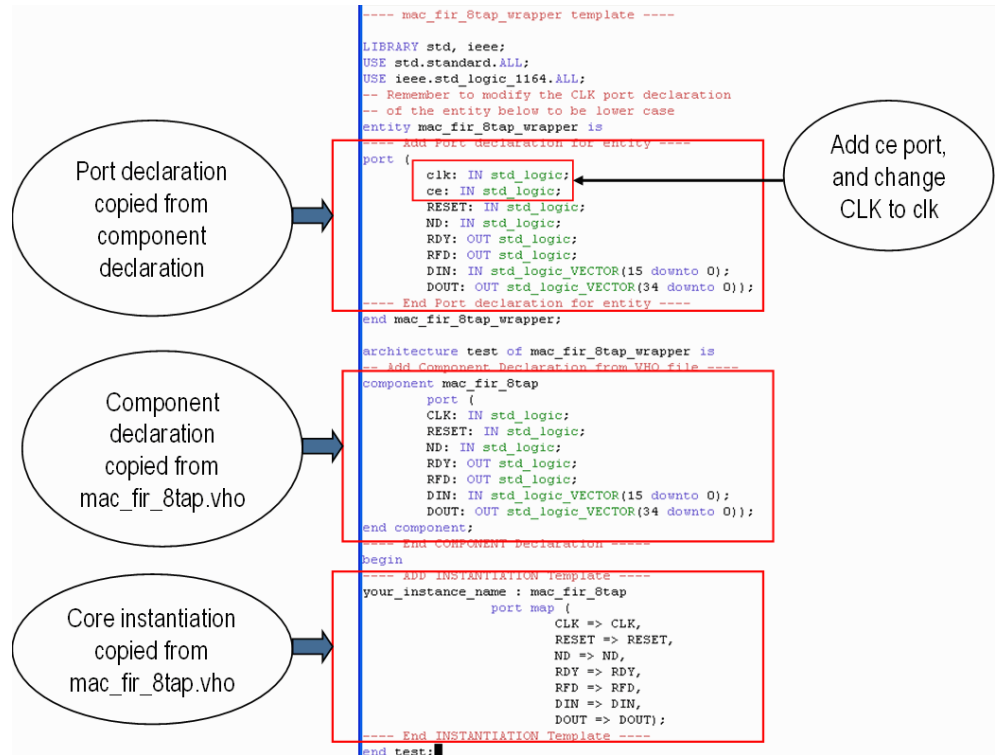 ---- mac_fir_8tap_wrapper template ----
LIBRARY std, ieee;
USE std.standard.ALL;
USE ieee.std_logic_1164.ALL;
-- Remember to modify the CLK port declaration
-- of the entity below to be lower case
entity mac_fir_8tap_wrapper is
---- Add Port declaration for entity ----
port (
clk: IN std_logic;
ce: IN std_logic;
RESET: IN std_logic;
ND: IN std_logic;
RDY: OUT std_logic;
RFD: OUT std_logic;
DIN: IN std_logic_VECTOR(15 downto 0);
DOUT: OUT std_logic_VECTOR(34 downto 0));
---- End Port declaration for entity ----
end mac_fir_8tap_wrapper;
architecture test of mac_fir_8tap_wrapper is
-- Add Component Declaration from VHO file ----
component mac_fir_8tap
port (
CLK: IN std_logic;
RESET: IN std_logic;
ND: IN std_logic;
RDY: OUT std_logic;
RFD: OUT std_logic;
DIN: IN std_logic_VECTOR(15 downto 0);
DOUT: OUT std_logic_VECTOR(34 downto 0));
end component;
---- End COMPONENT Declaration -----
begin
---- ADD INSTANTIATION Template ----
your_instance_name : mac_fir_8tap
port map (
CLK => CLK,
RESET => RESET,
ND => ND,
RDY => RDY,
RFD => RFD,
DIN => DIN,
DOUT => DOUT);
---- End INSTANTIATION Template ----
end test;
Port declaration
copied from
component
declaration
Add ce port,
and change
CLK to clk
Component
declaration
copied from
mac_fir_8tap.vho
Core instantiation
copied from
mac_fir_8tap.vho